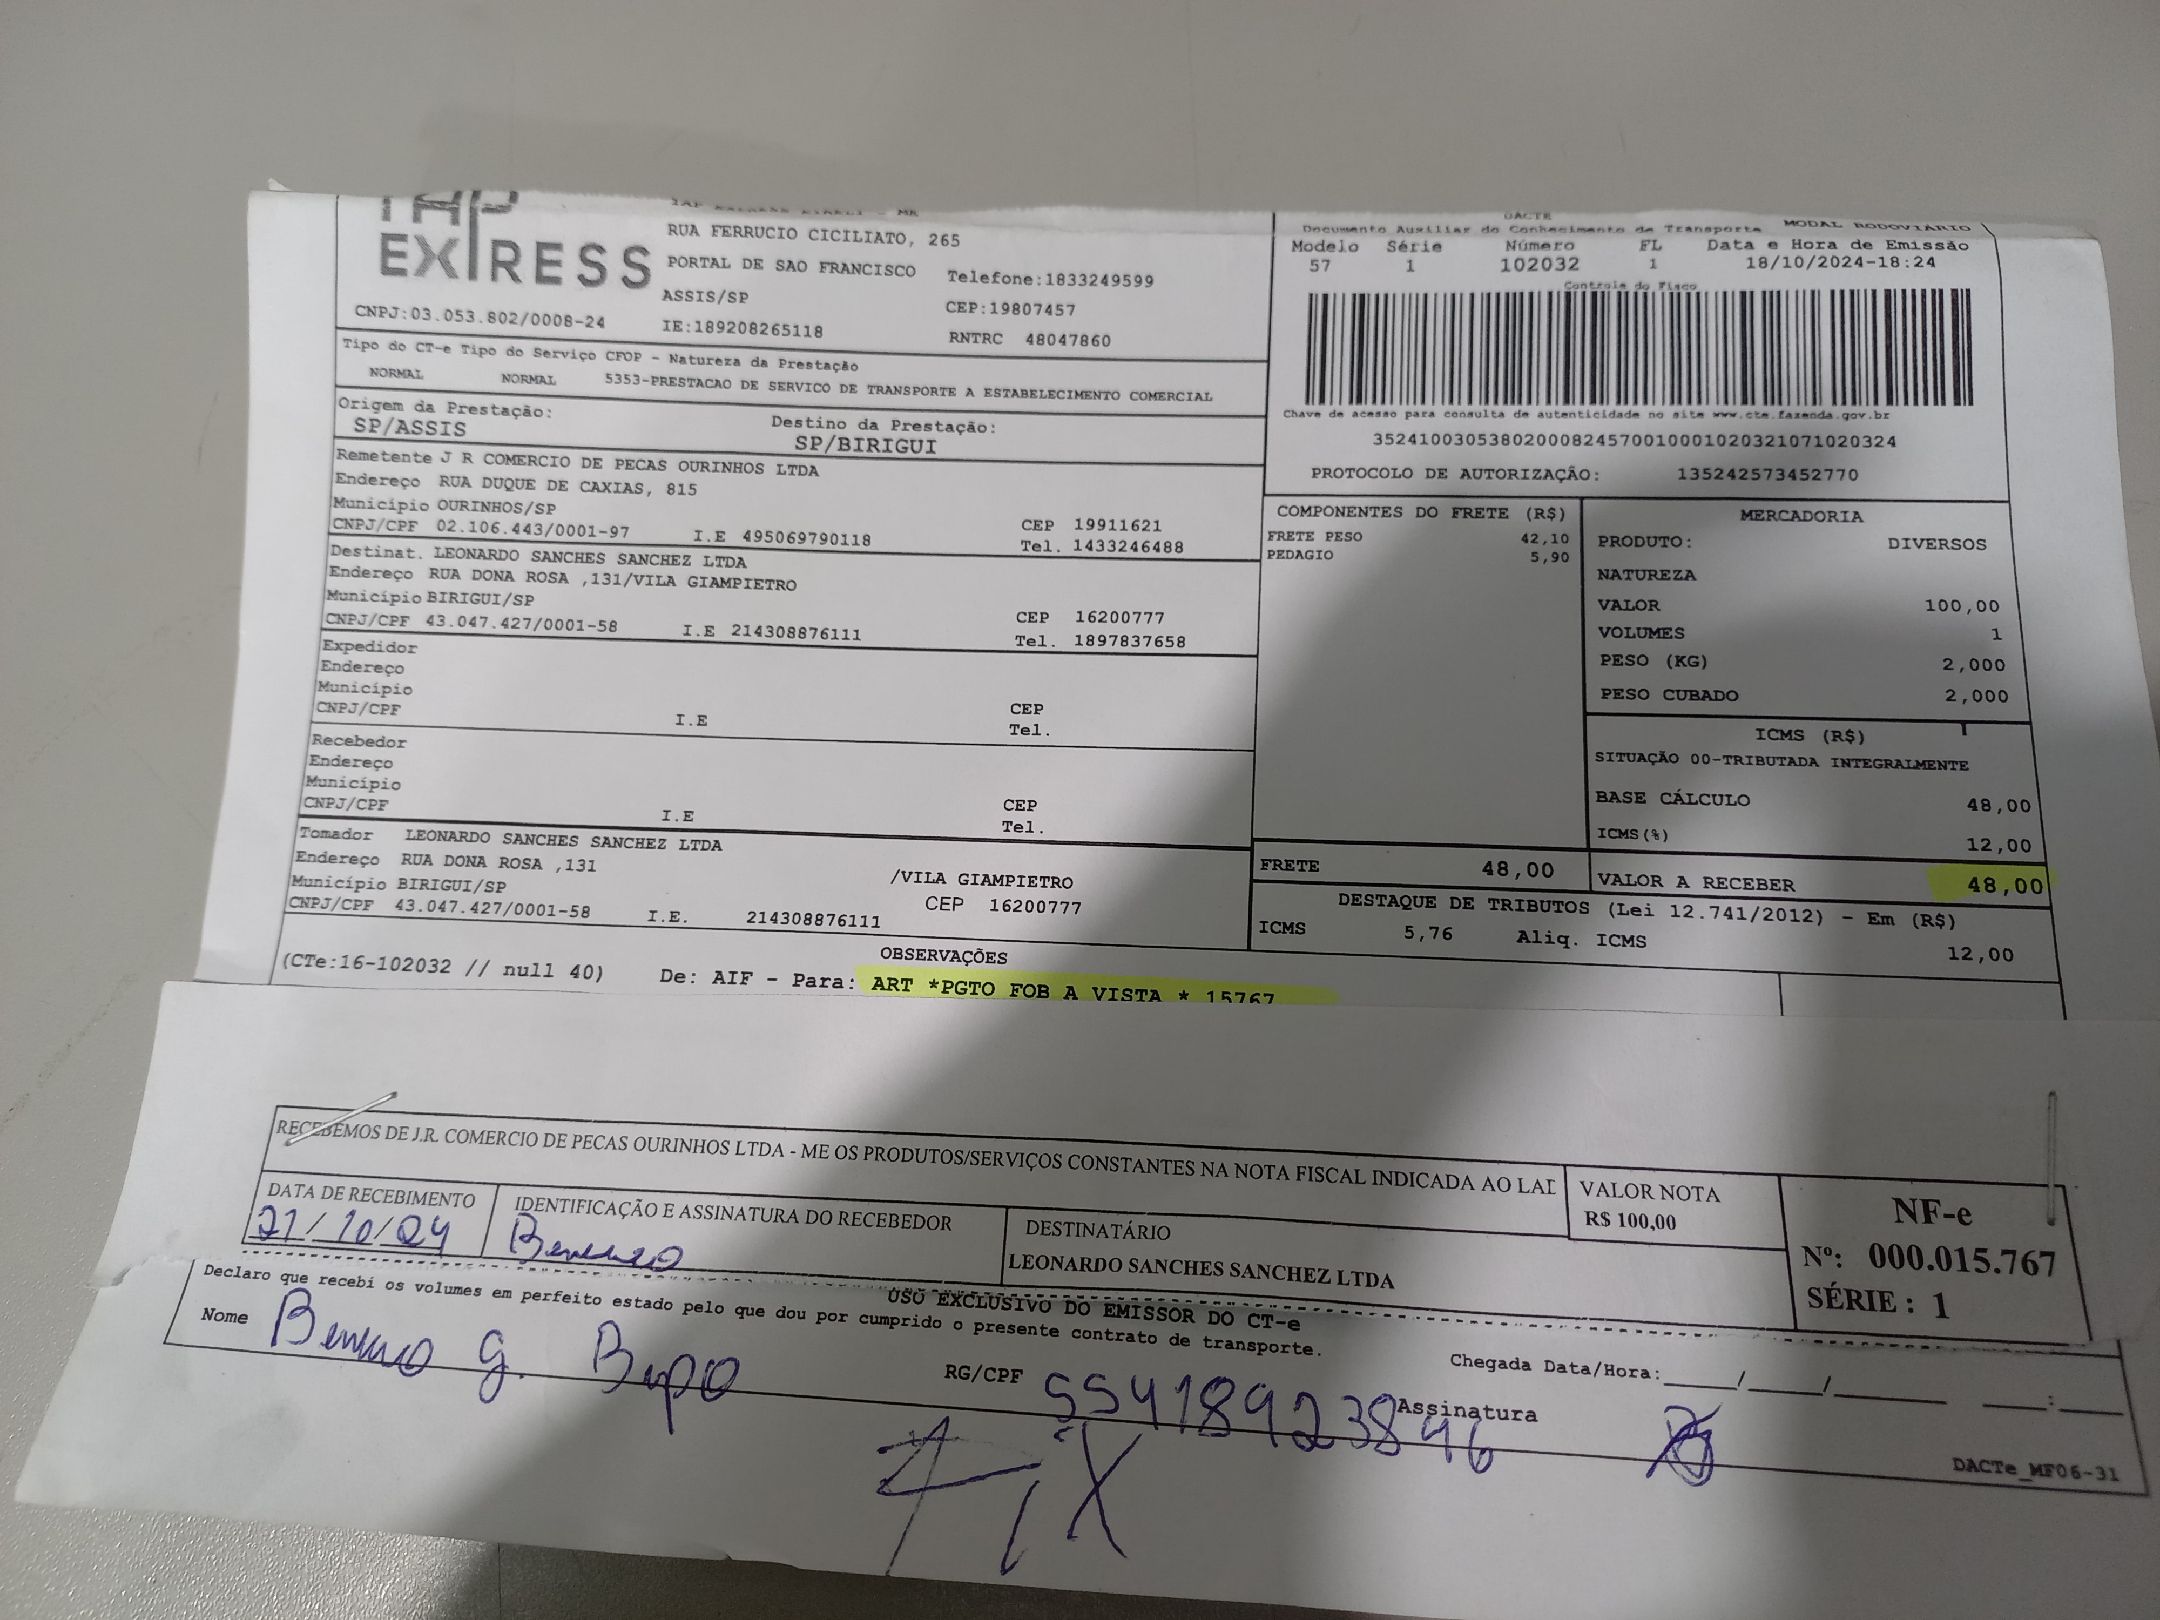 TAP
EXPRESS
RUA FERRUCIO CICILIATO, 265
PORTAL DE SAO FRANCISCO Telefone:1833249599
ASSIS/SP CEP:19807457
CNPJ:03.053.802/0008-24 IE:189208265118 RNTRC 48047860
Tipo do CT-e Tipo do Serviço CFOP - Natureza da Prestação
NORMAL NORMAL 5353-PRESTACAO DE SERVICO DE TRANSPORTE A ESTABELECIMENTO COMERCIAL
Origem da Prestação: Destino da Prestação:
SP/ASSIS SP/BIRIGUI
Remetente J R COMERCIO DE PECAS OURINHOS LTDA
Endereço RUA DUQUE DE CAXIAS, 815
Município OURINHOS/SP CEP 19911621
CNPJ/CPF 02.106.443/0001-97 I.E 495069790118 Tel. 1433246488
Destinat. LEONARDO SANCHES SANCHEZ LTDA
Endereço RUA DONA ROSA ,131/VILA GIAMPIETRO
Município BIRIGUI/SP CEP 16200777
CNPJ/CPF 43.047.427/0001-58 I.E 214308876111 Tel. 1897837658
Expedidor
Endereço
Município CEP
CNPJ/CPF I.E Tel.
Recebedor
Endereço
Município CEP
CNPJ/CPF I.E Tel.
Tomador LEONARDO SANCHES SANCHEZ LTDA
Endereço RUA DONA ROSA ,131 /VILA GIAMPIETRO
Município BIRIGUI/SP CEP 16200777
CNPJ/CPF 43.047.427/0001-58 I.E. 214308876111
DACTE
Documento Auxiliar do Conhecimento de Transporte MODAL RODOVIÁRIO
Modelo Série Número FL Data e Hora de Emissão
57 1 102032 1 18/10/2024-18:24
Controle do Fisco
Chave de acesso para consulta de autenticidade no site www.cte.fazenda.gov.br
35241003053802000824570010001020321071020324
PROTOCOLO DE AUTORIZAÇÃO: 135242573452770
COMPONENTES DO FRETE (R$)
FRETE PESO 42,10
PEDAGIO 5,90
MERCADORIA
PRODUTO: DIVERSOS
NATUREZA
VALOR 100,00
VOLUMES 1
PESO (KG) 2,000
PESO CUBADO 2,000
ICMS (R$)
SITUAÇÃO 00-TRIBUTADA INTEGRALMENTE
BASE CÁLCULO 48,00
ICMS(%) 12,00
FRETE 48,00 VALOR A RECEBER 48,00
DESTAQUE DE TRIBUTOS (Lei 12.741/2012) - Em (R$)
ICMS 5,76 Aliq. ICMS 12,00
OBSERVAÇÕES
(CTe:16-102032 // null 40) De: AIF - Para: ART *PGTO FOB A VISTA * 15767
RECEBEMOS DE J.R. COMERCIO DE PECAS OURINHOS LTDA - ME OS PRODUTOS/SERVIÇOS CONSTANTES NA NOTA FISCAL INDICADA AO LAD
VALOR NOTA
R$ 100,00
NF-e
Nº: 000.015.767
SÉRIE : 1
DATA DE RECEBIMENTO IDENTIFICAÇÃO E ASSINATURA DO RECEBEDOR DESTINATÁRIO
21/10/24
LEONARDO SANCHES SANCHEZ LTDA
USO EXCLUSIVO DO EMISSOR DO CT-e
Declaro que recebi os volumes em perfeito estado pelo que dou por cumprido o presente contrato de transporte.
Nome RG/CPF 55418923846 Chegada Data/Hora:____/____/______ ____:____
Assinatura
PIX
DACTe_MF06-31